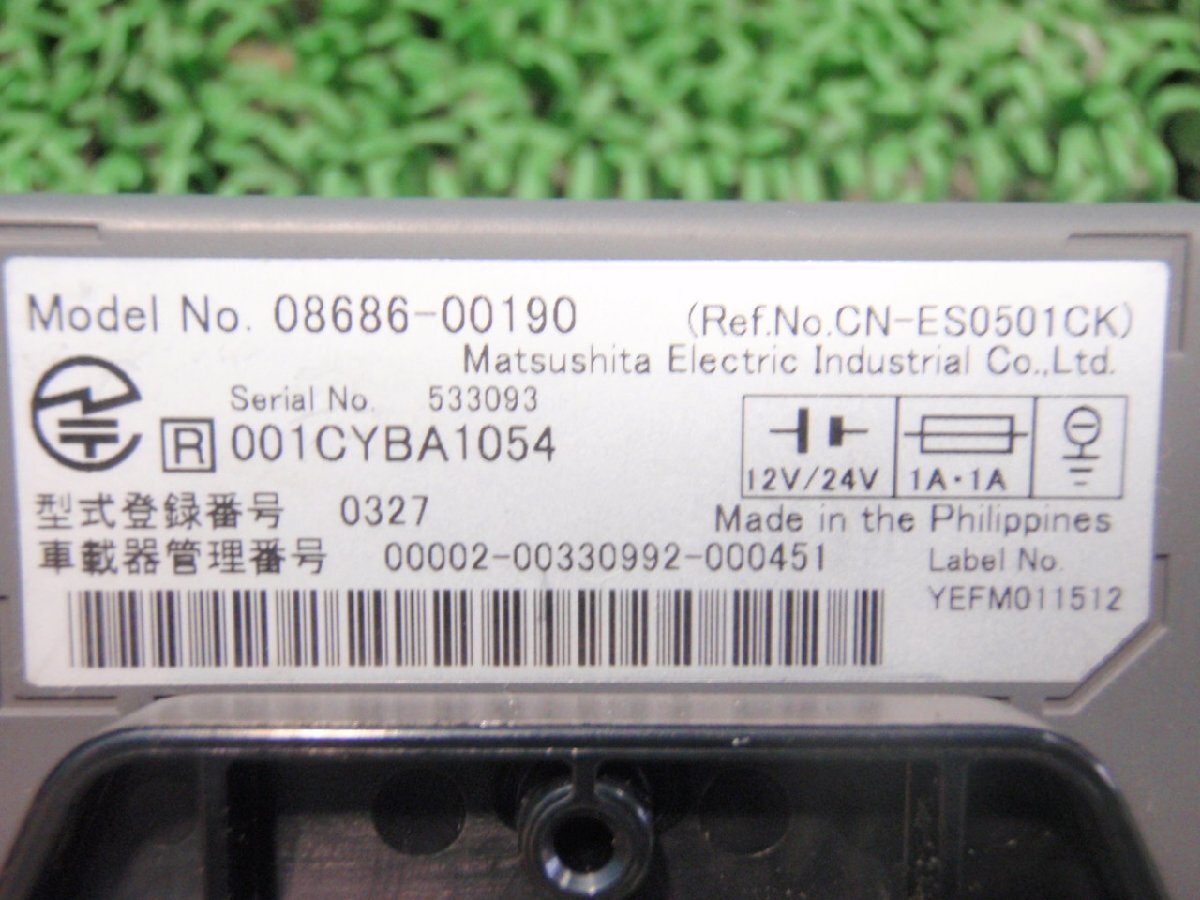 Model No. 08686-00190 (Ref.No.CN-ES0501CK)
Matsushita Electric Industrial Co.,Ltd.
Serial No. 533093
R 001CYBA1054
12V/24V 1A・1A
型式登録番号 0327
Made in the Philippines
車載器管理番号 00002-00330992-000451
Label No.
YEFM011512